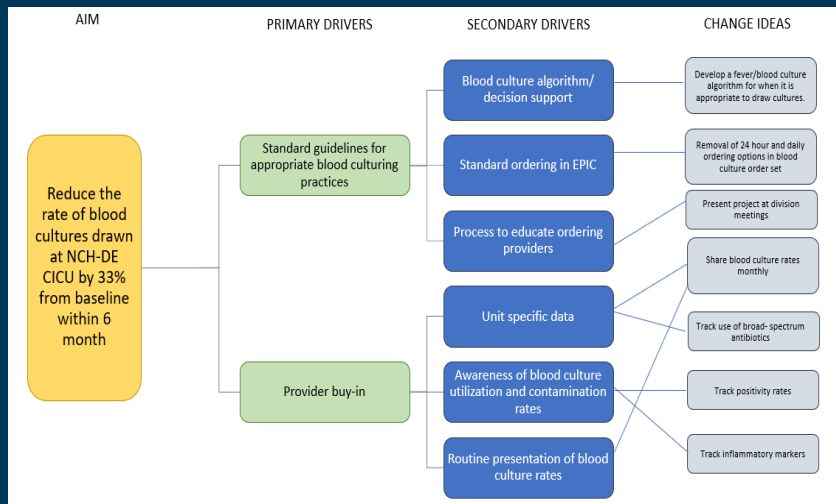 AIM
PRIMARY DRIVERS
SECONDARY DRIVERS
CHANGE IDEAS
Reduce the
rate of blood
cultures drawn
at NCH-DE
CICU by 33%
from baseline
within 6
month
Standard guidelines for
appropriate blood culturing
practices
Provider buy-in
Blood culture algorithm/
decision support
Standard ordering in EPIC
Process to educate ordering
providers
Unit specific data
Awareness of blood culture
utilization and contamination
rates
Routine presentation of blood
culture rates
Develop a fever/blood culture
algorithm for when it is
appropriate to draw cultures.
Removal of 24 hour and daily
ordering options in blood
culture order set
Present project at division
meetings
Share blood culture rates
monthly
Track use of broad- spectrum
antibiotics
Track positivity rates
Track inflammatory markers